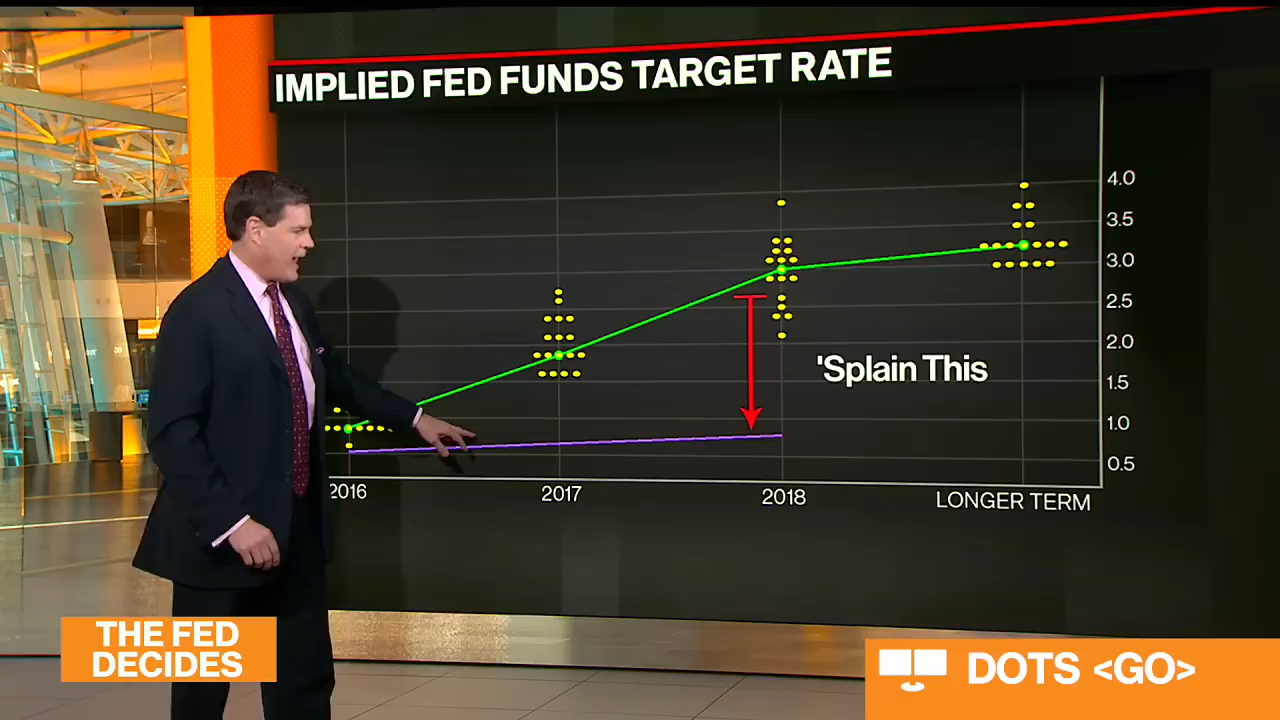 IMPLIED FED FUNDS TARGET RATE
4.0
3.5
3.0
2.5
2.0
'Splain This
1.5
1.0
0.5
2016
2017
2018
LONGER TERM
THE FED
DECIDES
DOTS <GO>